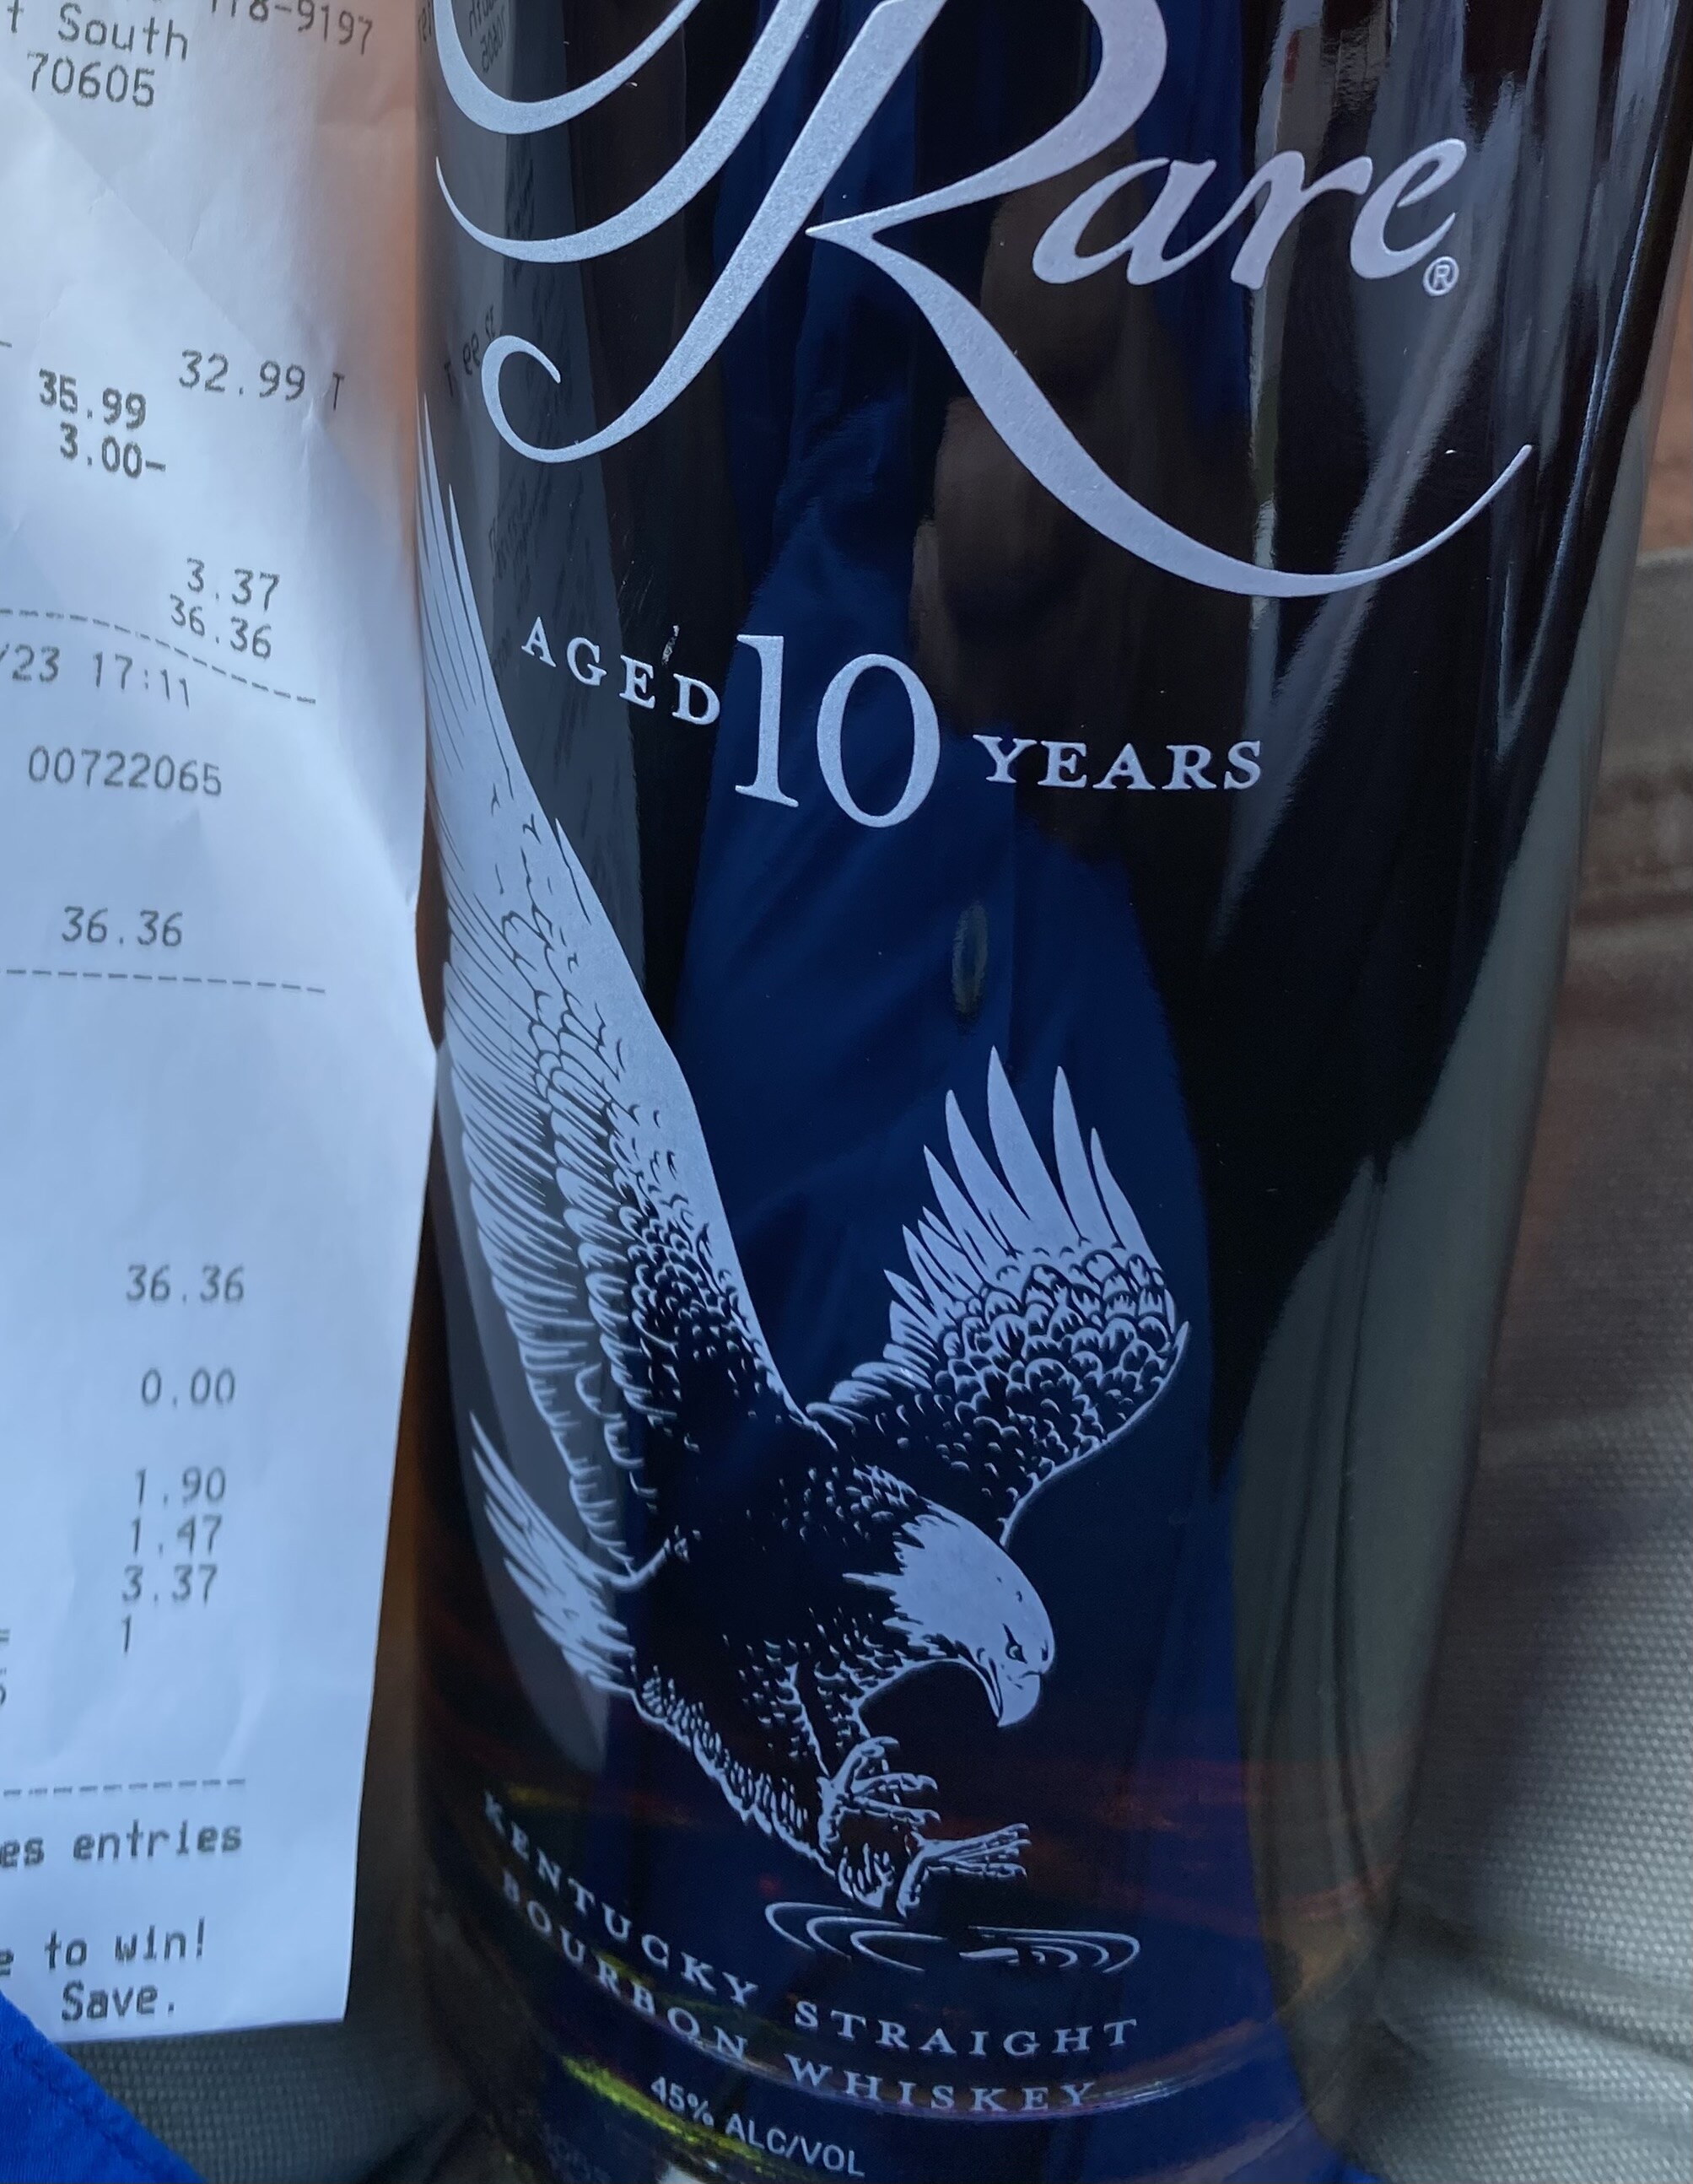 118-9197
t South
70605
32.99 T
35.99
3.00-
3.37
36.36
/23 17:11
00722065
36.36
36.36
0.00
1.90
1.47
3.37
1
es entries
e to win!
Save.
Rare®
AGED 10 YEARS
KENTUCKY STRAIGHT
BOURBON WHISKEY
45% ALC/VOL